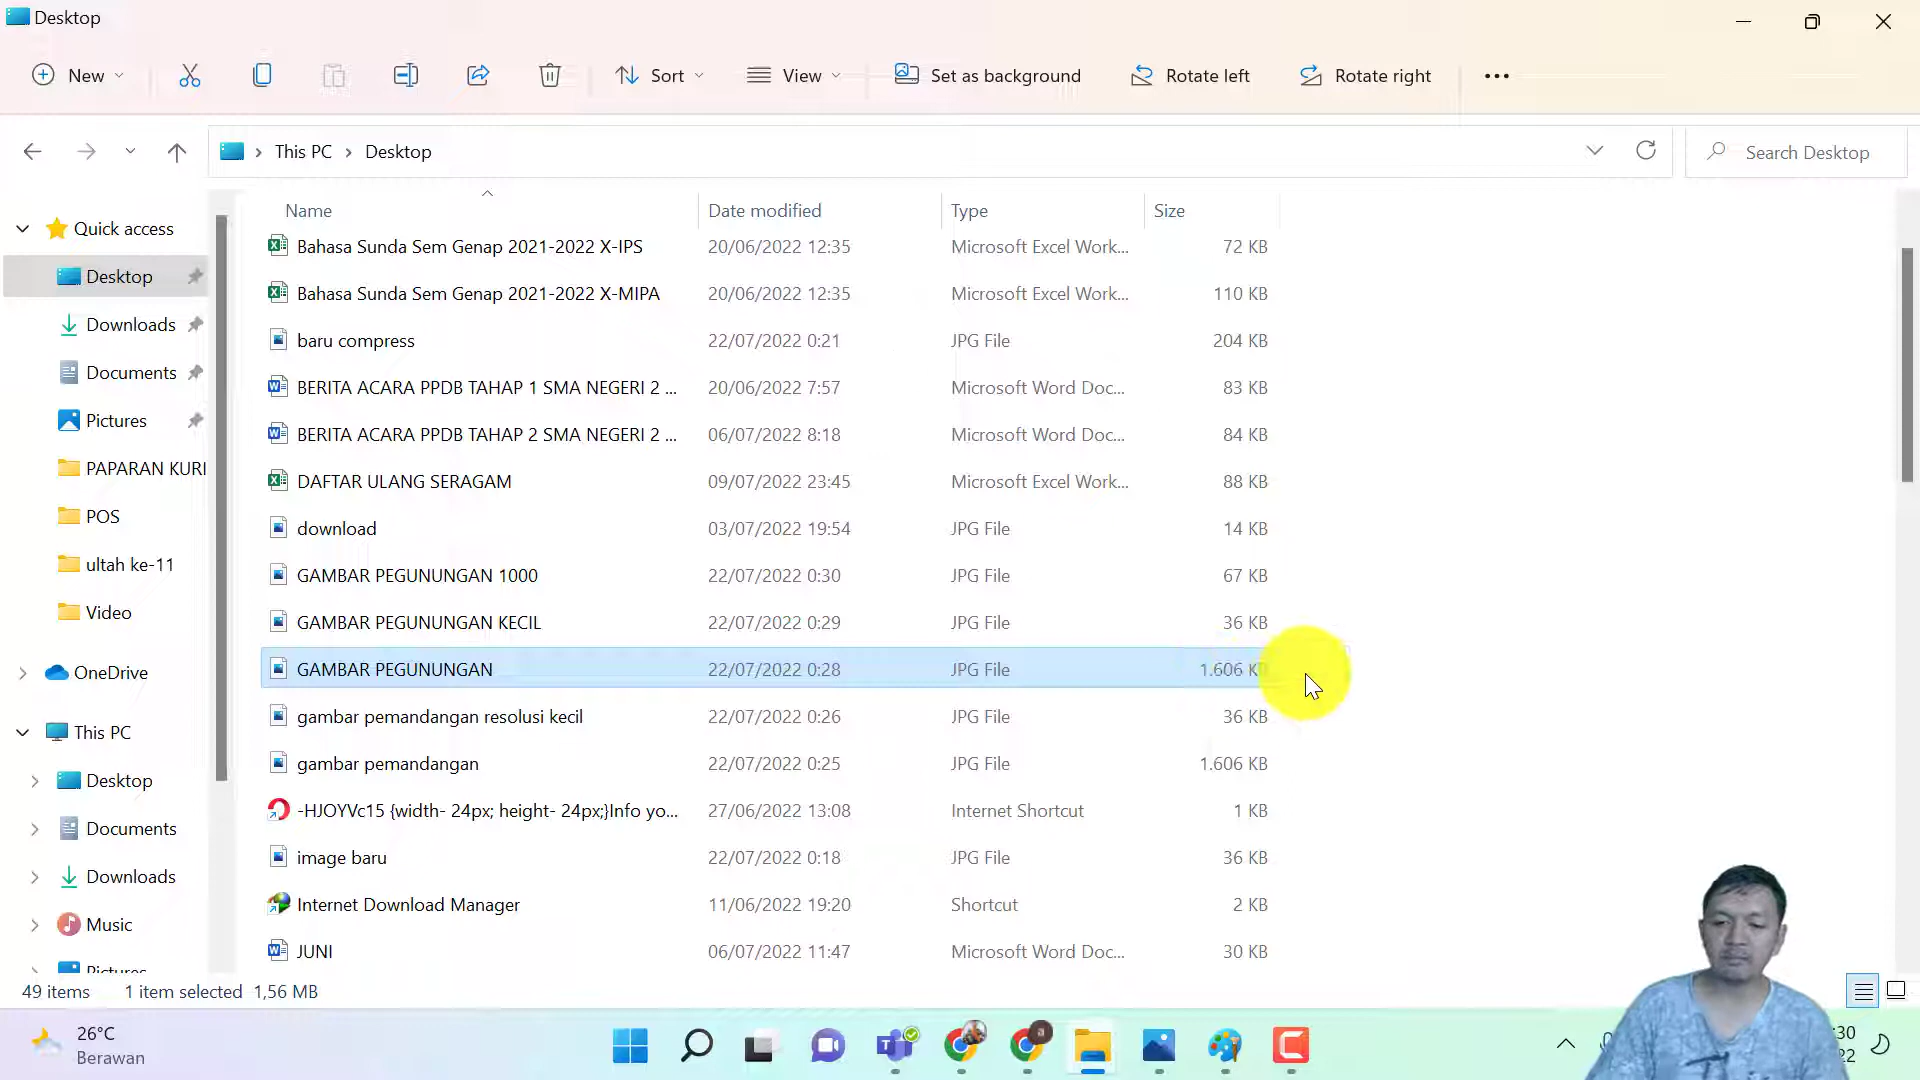 Desktop
New
Sort
View
Set as background
Rotate left
Rotate right
This PC > Desktop
Search Desktop
Name Date modified Type Size
Quick access
Desktop
Downloads
Documents
Pictures
PAPARAN KURI
POS
ultah ke-11
Video
OneDrive
This PC
Desktop
Documents
Downloads
Music
Pictures
Bahasa Sunda Sem Genap 2021-2022 X-IPS 20/06/2022 12:35 Microsoft Excel Work... 72 KB
Bahasa Sunda Sem Genap 2021-2022 X-MIPA 20/06/2022 12:35 Microsoft Excel Work... 110 KB
baru compress 22/07/2022 0:21 JPG File 204 KB
BERITA ACARA PPDB TAHAP 1 SMA NEGERI 2 ... 20/06/2022 7:57 Microsoft Word Doc... 83 KB
BERITA ACARA PPDB TAHAP 2 SMA NEGERI 2 ... 06/07/2022 8:18 Microsoft Word Doc... 84 KB
DAFTAR ULANG SERAGAM 09/07/2022 23:45 Microsoft Excel Work... 88 KB
download 03/07/2022 19:54 JPG File 14 KB
GAMBAR PEGUNUNGAN 1000 22/07/2022 0:30 JPG File 67 KB
GAMBAR PEGUNUNGAN KECIL 22/07/2022 0:29 JPG File 36 KB
GAMBAR PEGUNUNGAN 22/07/2022 0:28 JPG File 1.606 KB
gambar pemandangan resolusi kecil 22/07/2022 0:26 JPG File 36 KB
gambar pemandangan 22/07/2022 0:25 JPG File 1.606 KB
-HJOYVc15 {width- 24px; height- 24px;}Info yo... 27/06/2022 13:08 Internet Shortcut 1 KB
image baru 22/07/2022 0:18 JPG File 36 KB
Internet Download Manager 11/06/2022 19:20 Shortcut 2 KB
JUNI 06/07/2022 11:47 Microsoft Word Doc... 30 KB
49 items 1 item selected 1,56 MB
26°C
Berawan
:30
22